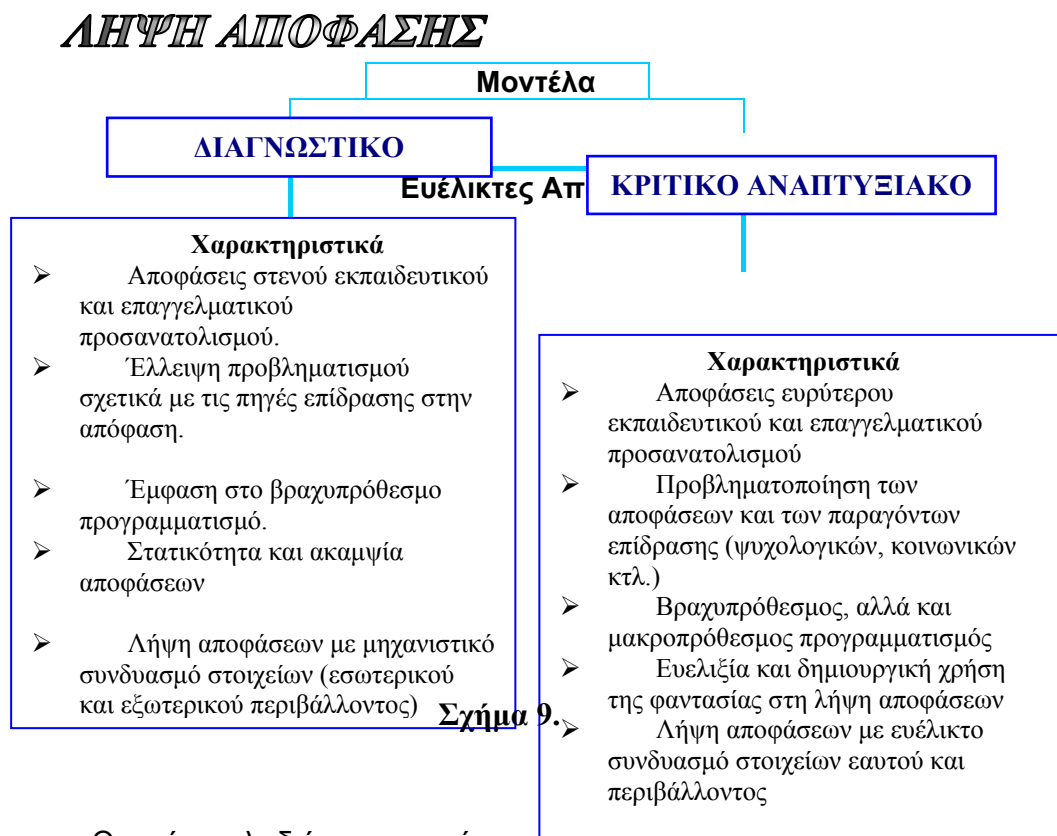 ΛΗΨΗ ΑΠΟΦΑΣΗΣ
Μοντέλα
ΔΙΑΓΝΩΣΤΙΚΟ
Ευέλικτες Απ
ΚΡΙΤΙΚΟ ΑΝΑΠΤΥΞΙΑΚΟ
Χαρακτηριστικά
➢ Αποφάσεις στενού εκπαιδευτικού
και επαγγελματικού
προσανατολισμού.
➢ Έλλειψη προβληματισμού
σχετικά με τις πηγές επίδρασης στην
απόφαση.
➢ Έμφαση στο βραχυπρόθεσμο
προγραμματισμό.
➢ Στατικότητα και ακαμψία
αποφάσεων
➢ Λήψη αποφάσεων με μηχανιστικό
συνδυασμό στοιχείων (εσωτερικού
και εξωτερικού περιβάλλοντος)
Χαρακτηριστικά
➢ Αποφάσεις ευρύτερου
εκπαιδευτικού και επαγγελματικού
προσανατολισμού
➢ Προβληματοποίηση των
αποφάσεων και των παραγόντων
επίδρασης (ψυχολογικών, κοινωνικών
κτλ.)
➢ Βραχυπρόθεσμος, αλλά και
μακροπρόθεσμος προγραμματισμός
➢ Ευελιξία και δημιουργική χρήση
της φαντασίας στη λήψη αποφάσεων
➢ Λήψη αποφάσεων με ευέλικτο
συνδυασμό στοιχείων εαυτού και
περιβάλλοντος
Σχήμα 9.